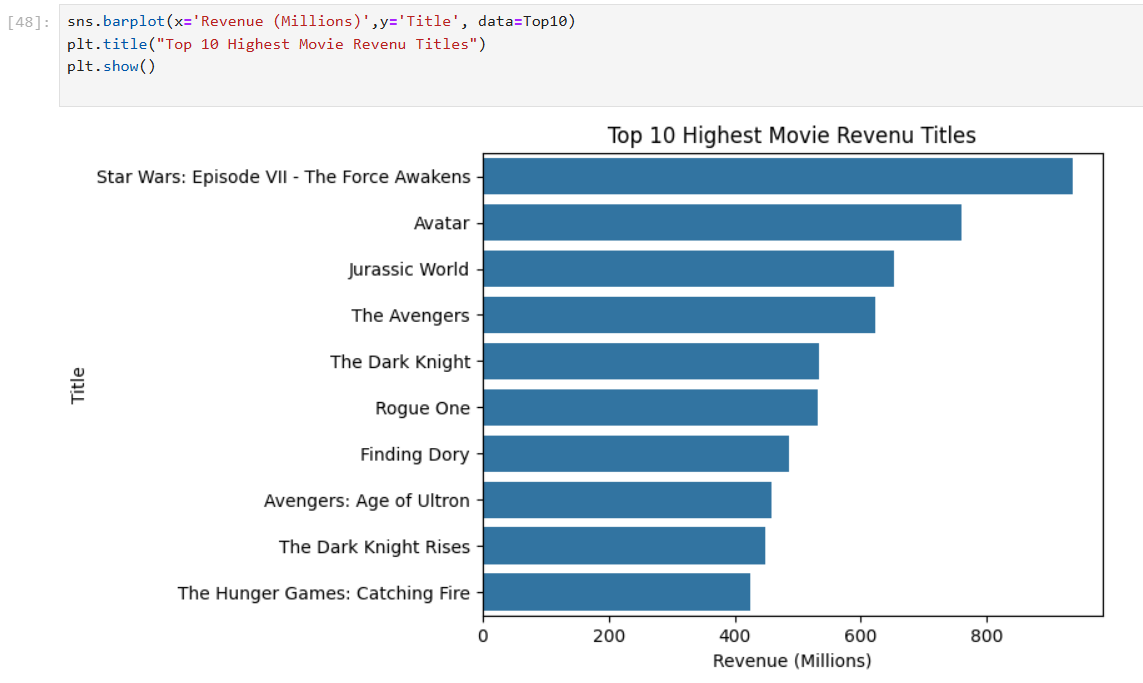 [48]:
sns.barplot(x='Revenue (Millions)',y='Title', data=Top10)
plt.title("Top 10 Highest Movie Revenu Titles")
plt.show()
Top 10 Highest Movie Revenu Titles
Star Wars: Episode VII - The Force Awakens
Avatar
Jurassic World
The Avengers
The Dark Knight
Rogue One
Finding Dory
Avengers: Age of Ultron
The Dark Knight Rises
The Hunger Games: Catching Fire
Title
0 200 400 600 800
Revenue (Millions)